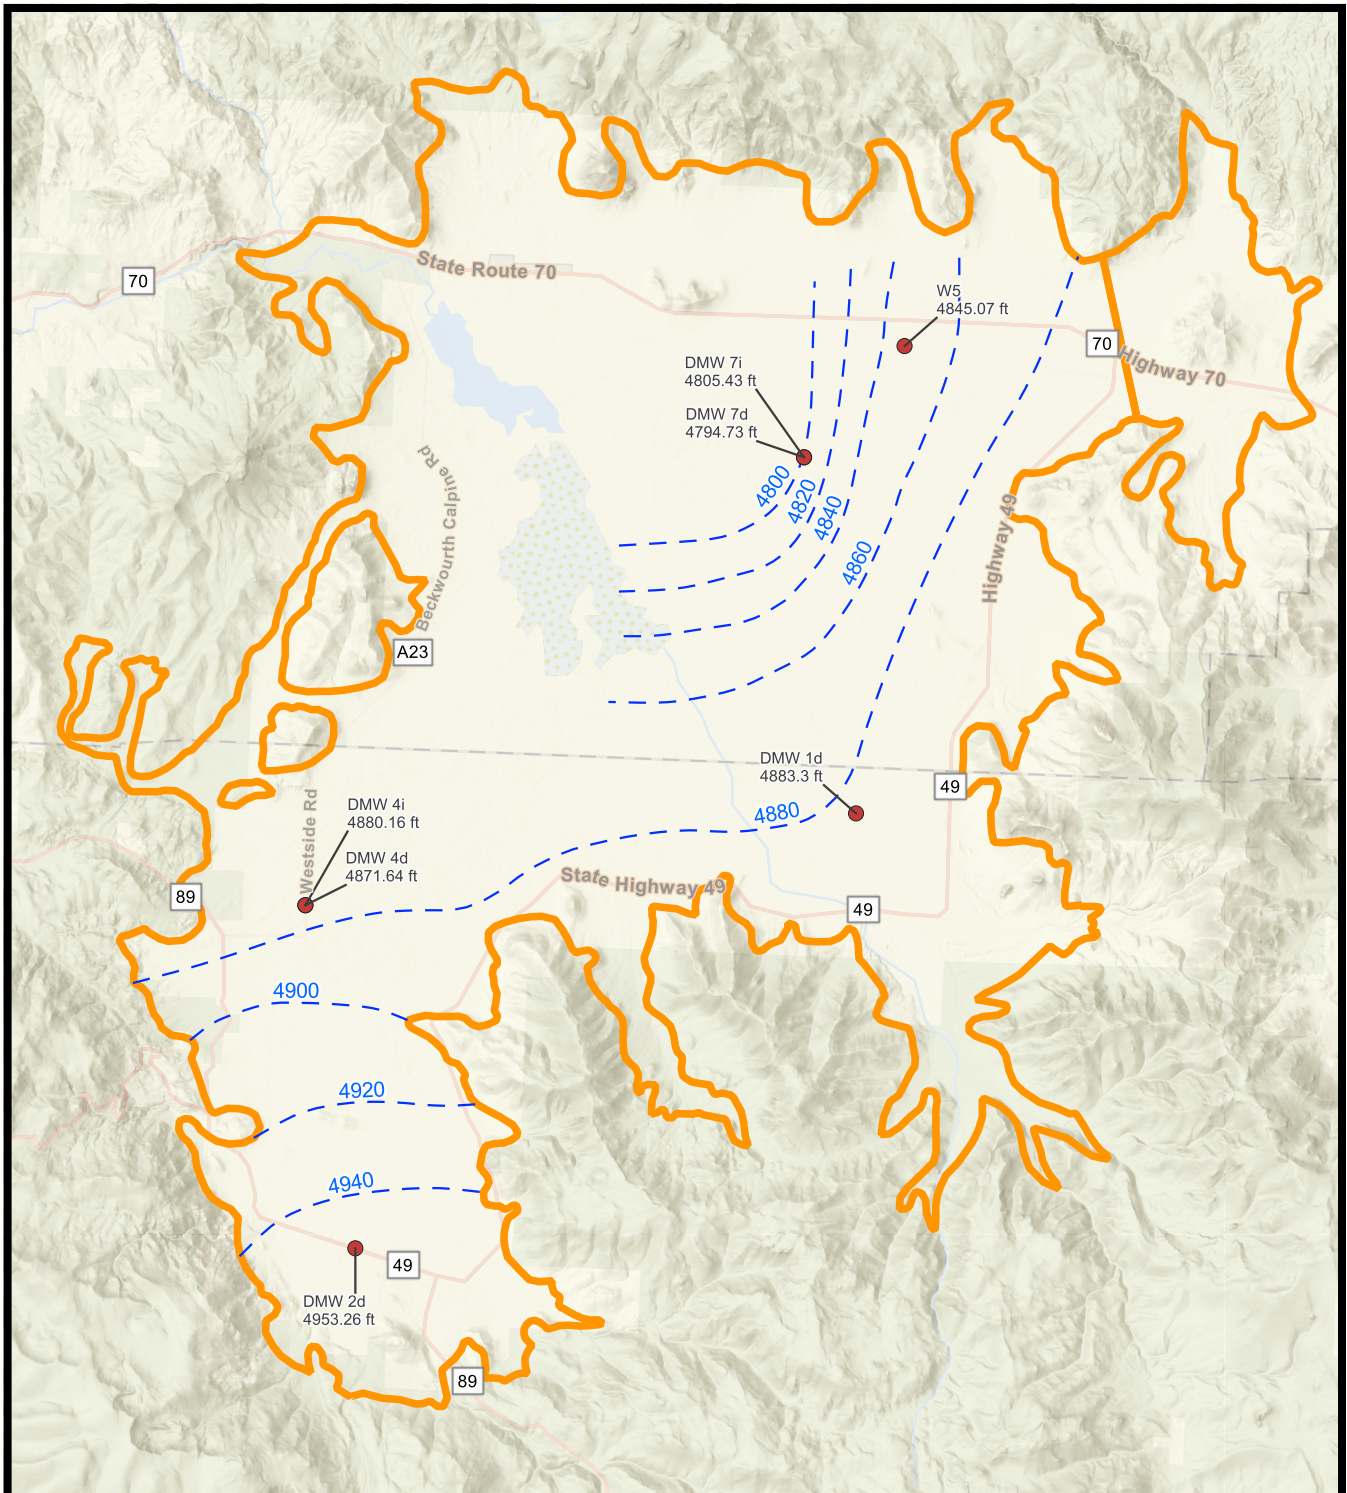 State Route 70
70
W5
4845.07 ft
70
Highway 70
DMW 7i
4805.43 ft
DMW 7d
4794.73 ft
Beckwourth Calpine Rd
4800
4820
4840
4860
Highway 49
A23
DMW 1d
4883.3 ft
49
DMW 4i
4880.16 ft
Westside Rd
4880
DMW 4d
4871.64 ft
State Highway 49
89
49
4900
4920
4940
49
DMW 2d
4953.26 ft
89